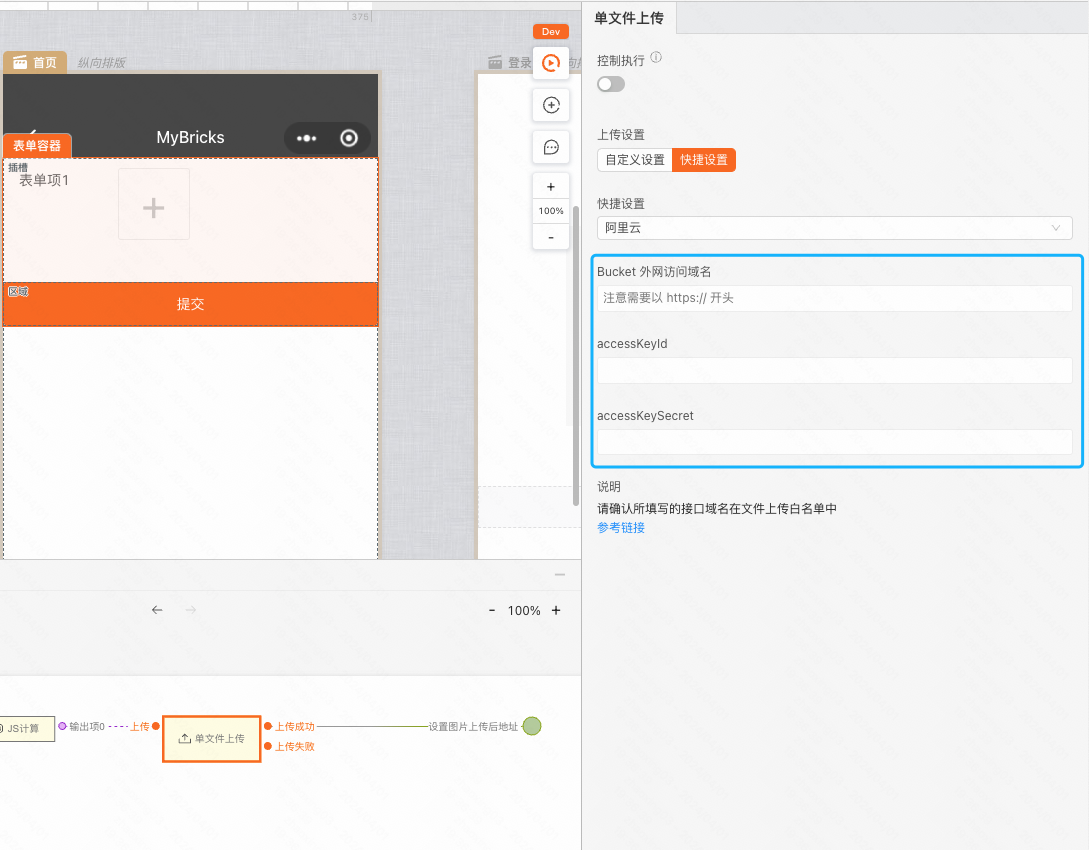 375
Dev
首页
纵向排版
登录
MyBricks
表单容器
插槽
表单项1
100%
区域
提交
单文件上传
控制执行
上传设置
自定义设置
快捷设置
快捷设置
阿里云
Bucket 外网访问域名
注意需要以 https:// 开头
accessKeyId
accessKeySecret
说明
请确认所填写的接口域名在文件上传白名单中
参考链接
- 100% +
JS计算
输出项0
上传
单文件上传
上传成功
上传失败
设置图片上传后地址